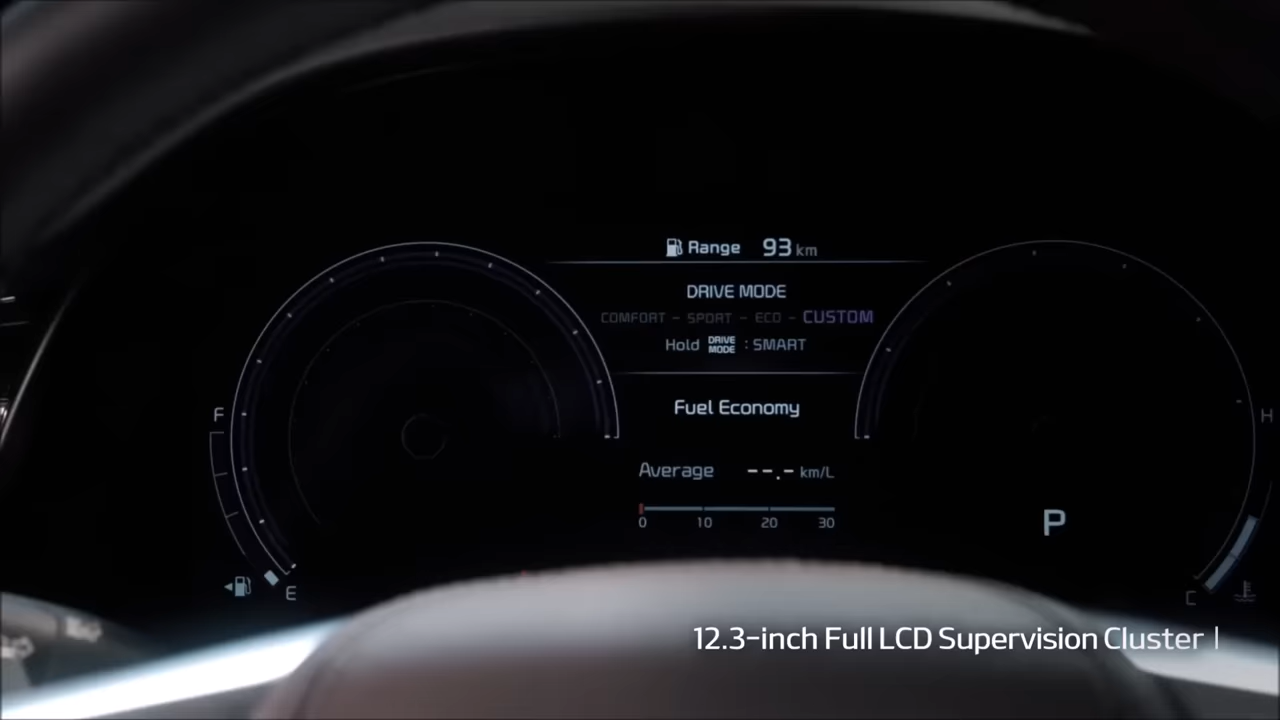 Range 93 km
DRIVE MODE
COMFORT - SPORT - ECO - CUSTOM
Hold DRIVE MODE : SMART
F
H
Fuel Economy
Average --.- km/L
0 10 20 30
P
E
C
12.3-inch Full LCD Supervision Cluster |